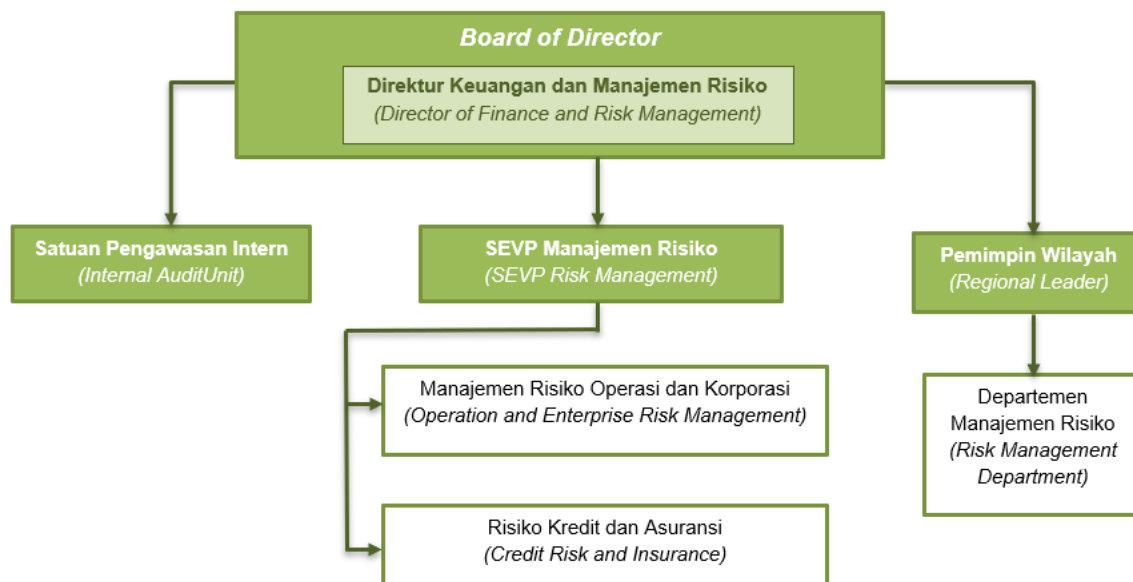 Board of Director
Direktur Keuangan dan Manajemen Risiko
(Director of Finance and Risk Management)
Satuan Pengawasan Intern
(Internal AuditUnit)
SEVP Manajemen Risiko
(SEVP Risk Management)
Pemimpin Wilayah
(Regional Leader)
Manajemen Risiko Operasi dan Korporasi
(Operation and Enterprise Risk Management)
Departemen
Manajemen Risiko
(Risk Management
Department)
Risiko Kredit dan Asuransi
(Credit Risk and Insurance)